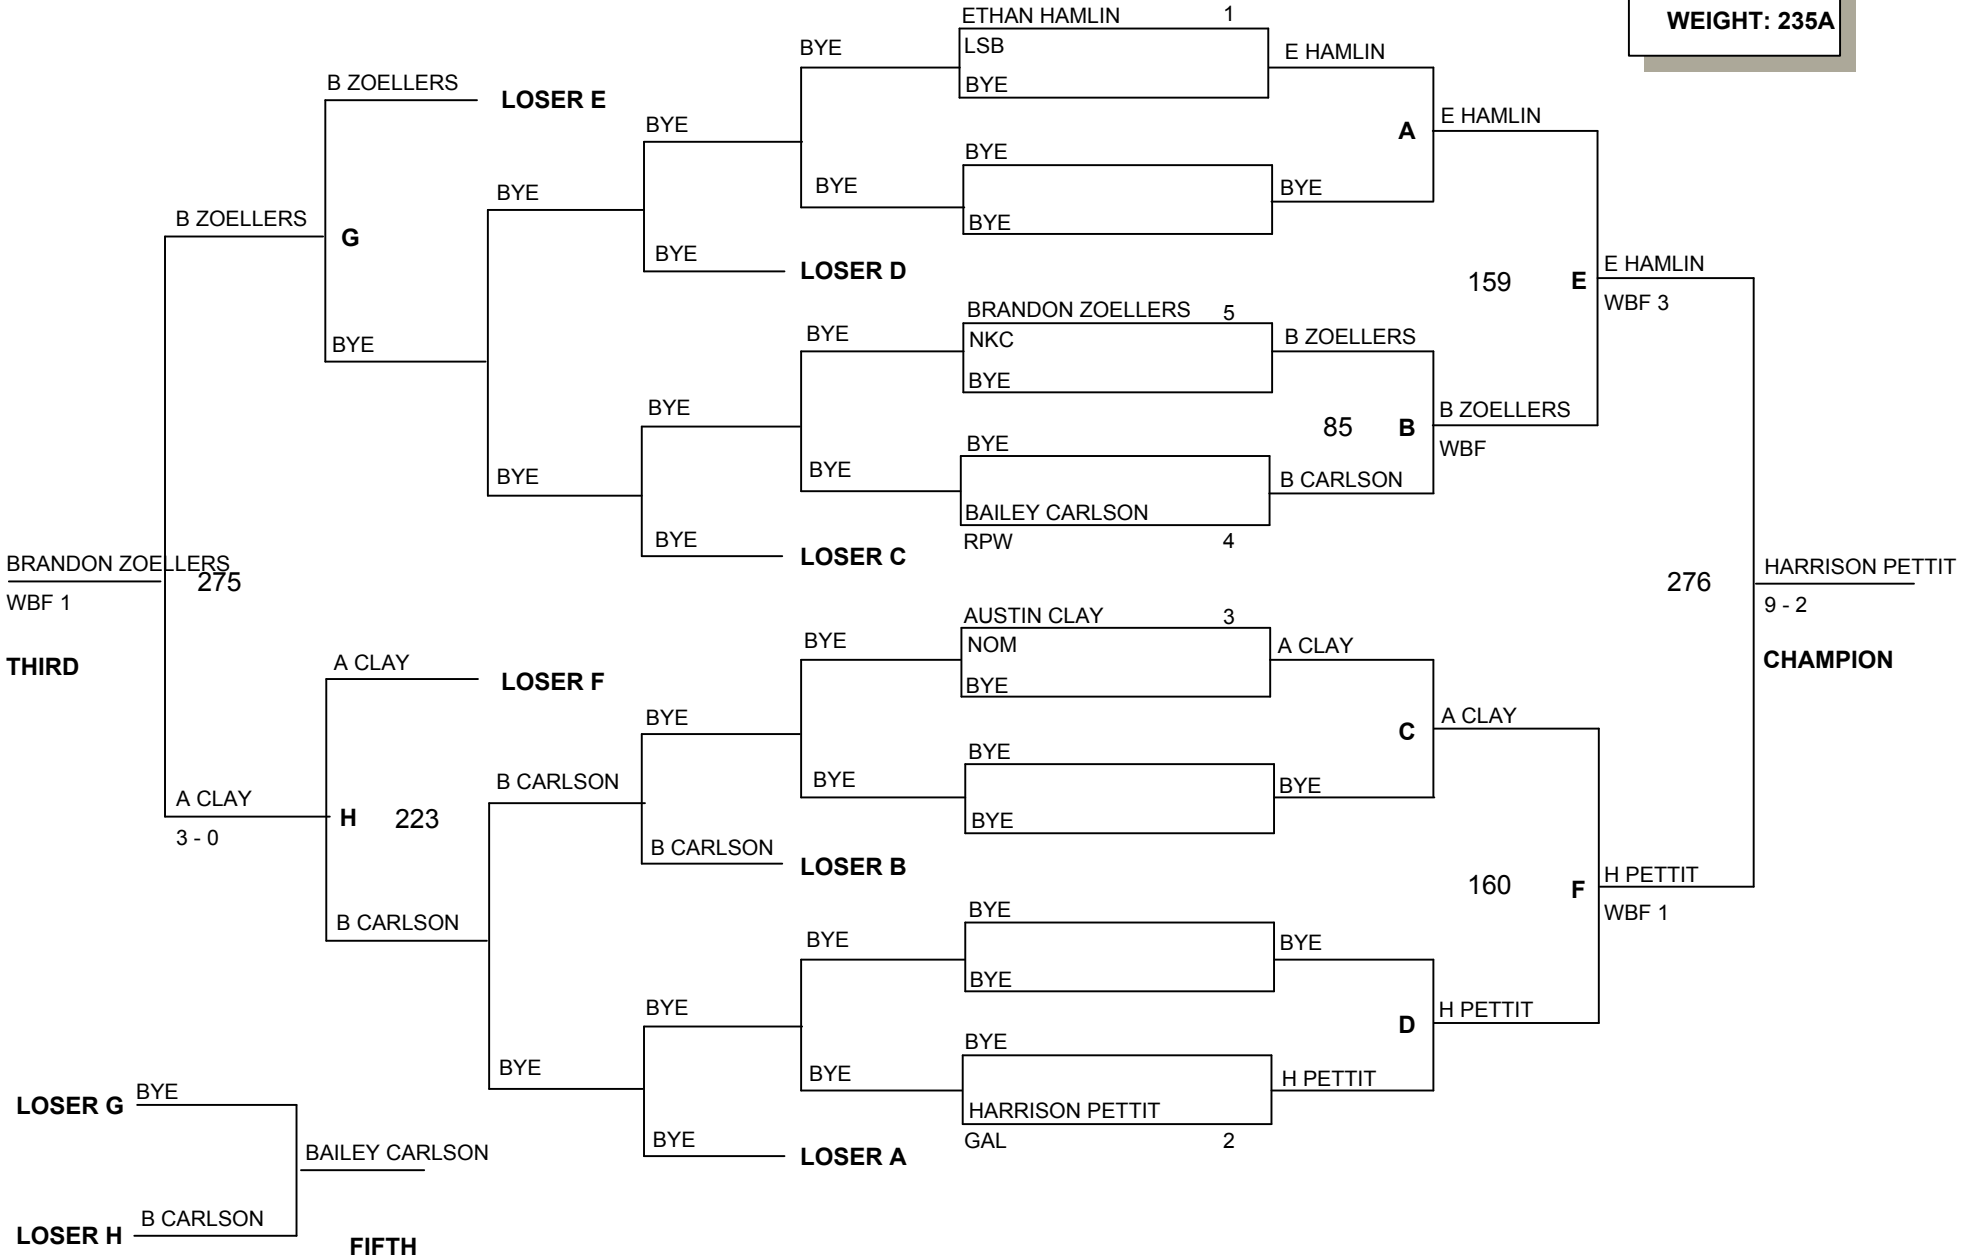 WEIGHT: 235A
ETHAN HAMLIN 1
LSB
BYE
E HAMLIN
BYE
B ZOELLERS
LOSER E
BYE
A
E HAMLIN
BYE
BYE
BYE
BYE
BYE
B ZOELLERS
G
BYE
LOSER D
159
E
E HAMLIN
WBF 3
BRANDON ZOELLERS 5
NKC
BYE
B ZOELLERS
BYE
BYE
BYE
85
B
B ZOELLERS
WBF
BYE
BAILEY CARLSON
RPW 4
B CARLSON
BYE
BYE
BYE
LOSER C
BRANDON ZOELLERS
275
WBF 1
THIRD
276
HARRISON PETTIT
9 - 2
CHAMPION
AUSTIN CLAY 3
NOM
BYE
A CLAY
BYE
A CLAY
LOSER F
BYE
C
A CLAY
BYE
BYE
BYE
BYE
B CARLSON
A CLAY
3 - 0
H
223
B CARLSON
LOSER B
160
F
H PETTIT
WBF 1
B CARLSON
BYE
BYE
BYE
BYE
BYE
D
H PETTIT
BYE
HARRISON PETTIT
GAL 2
H PETTIT
BYE
BYE
BYE
LOSER A
LOSER G
BYE
BAILEY CARLSON
LOSER H
B CARLSON
FIFTH